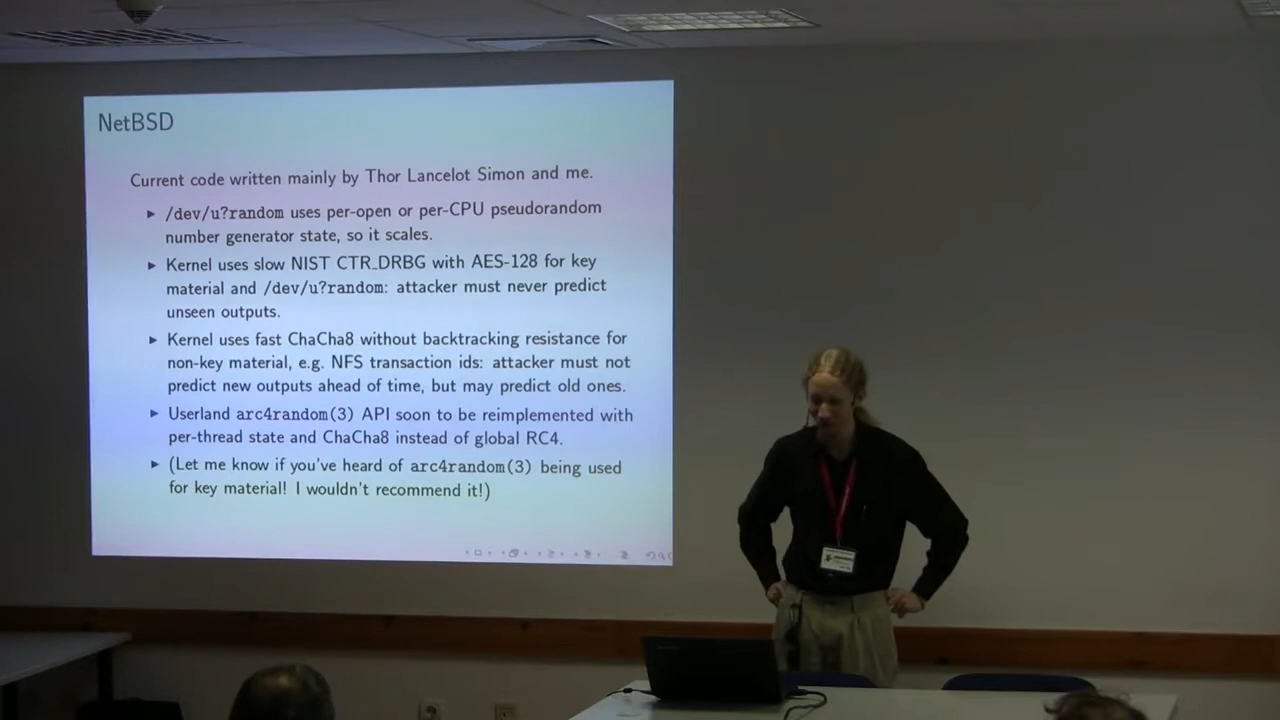 NetBSD
Current code written mainly by Thor Lancelot Simon and me.
▶ /dev/u?random uses per-open or per-CPU pseudorandom
number generator state, so it scales.
▶ Kernel uses slow NIST CTR_DRBG with AES-128 for key
material and /dev/u?random: attacker must never predict
unseen outputs.
▶ Kernel uses fast ChaCha8 without backtracking resistance for
non-key material, e.g. NFS transaction ids: attacker must not
predict new outputs ahead of time, but may predict old ones.
▶ Userland arc4random(3) API soon to be reimplemented with
per-thread state and ChaCha8 instead of global RC4.
▶ (Let me know if you've heard of arc4random(3) being used
for key material! I wouldn't recommend it!)